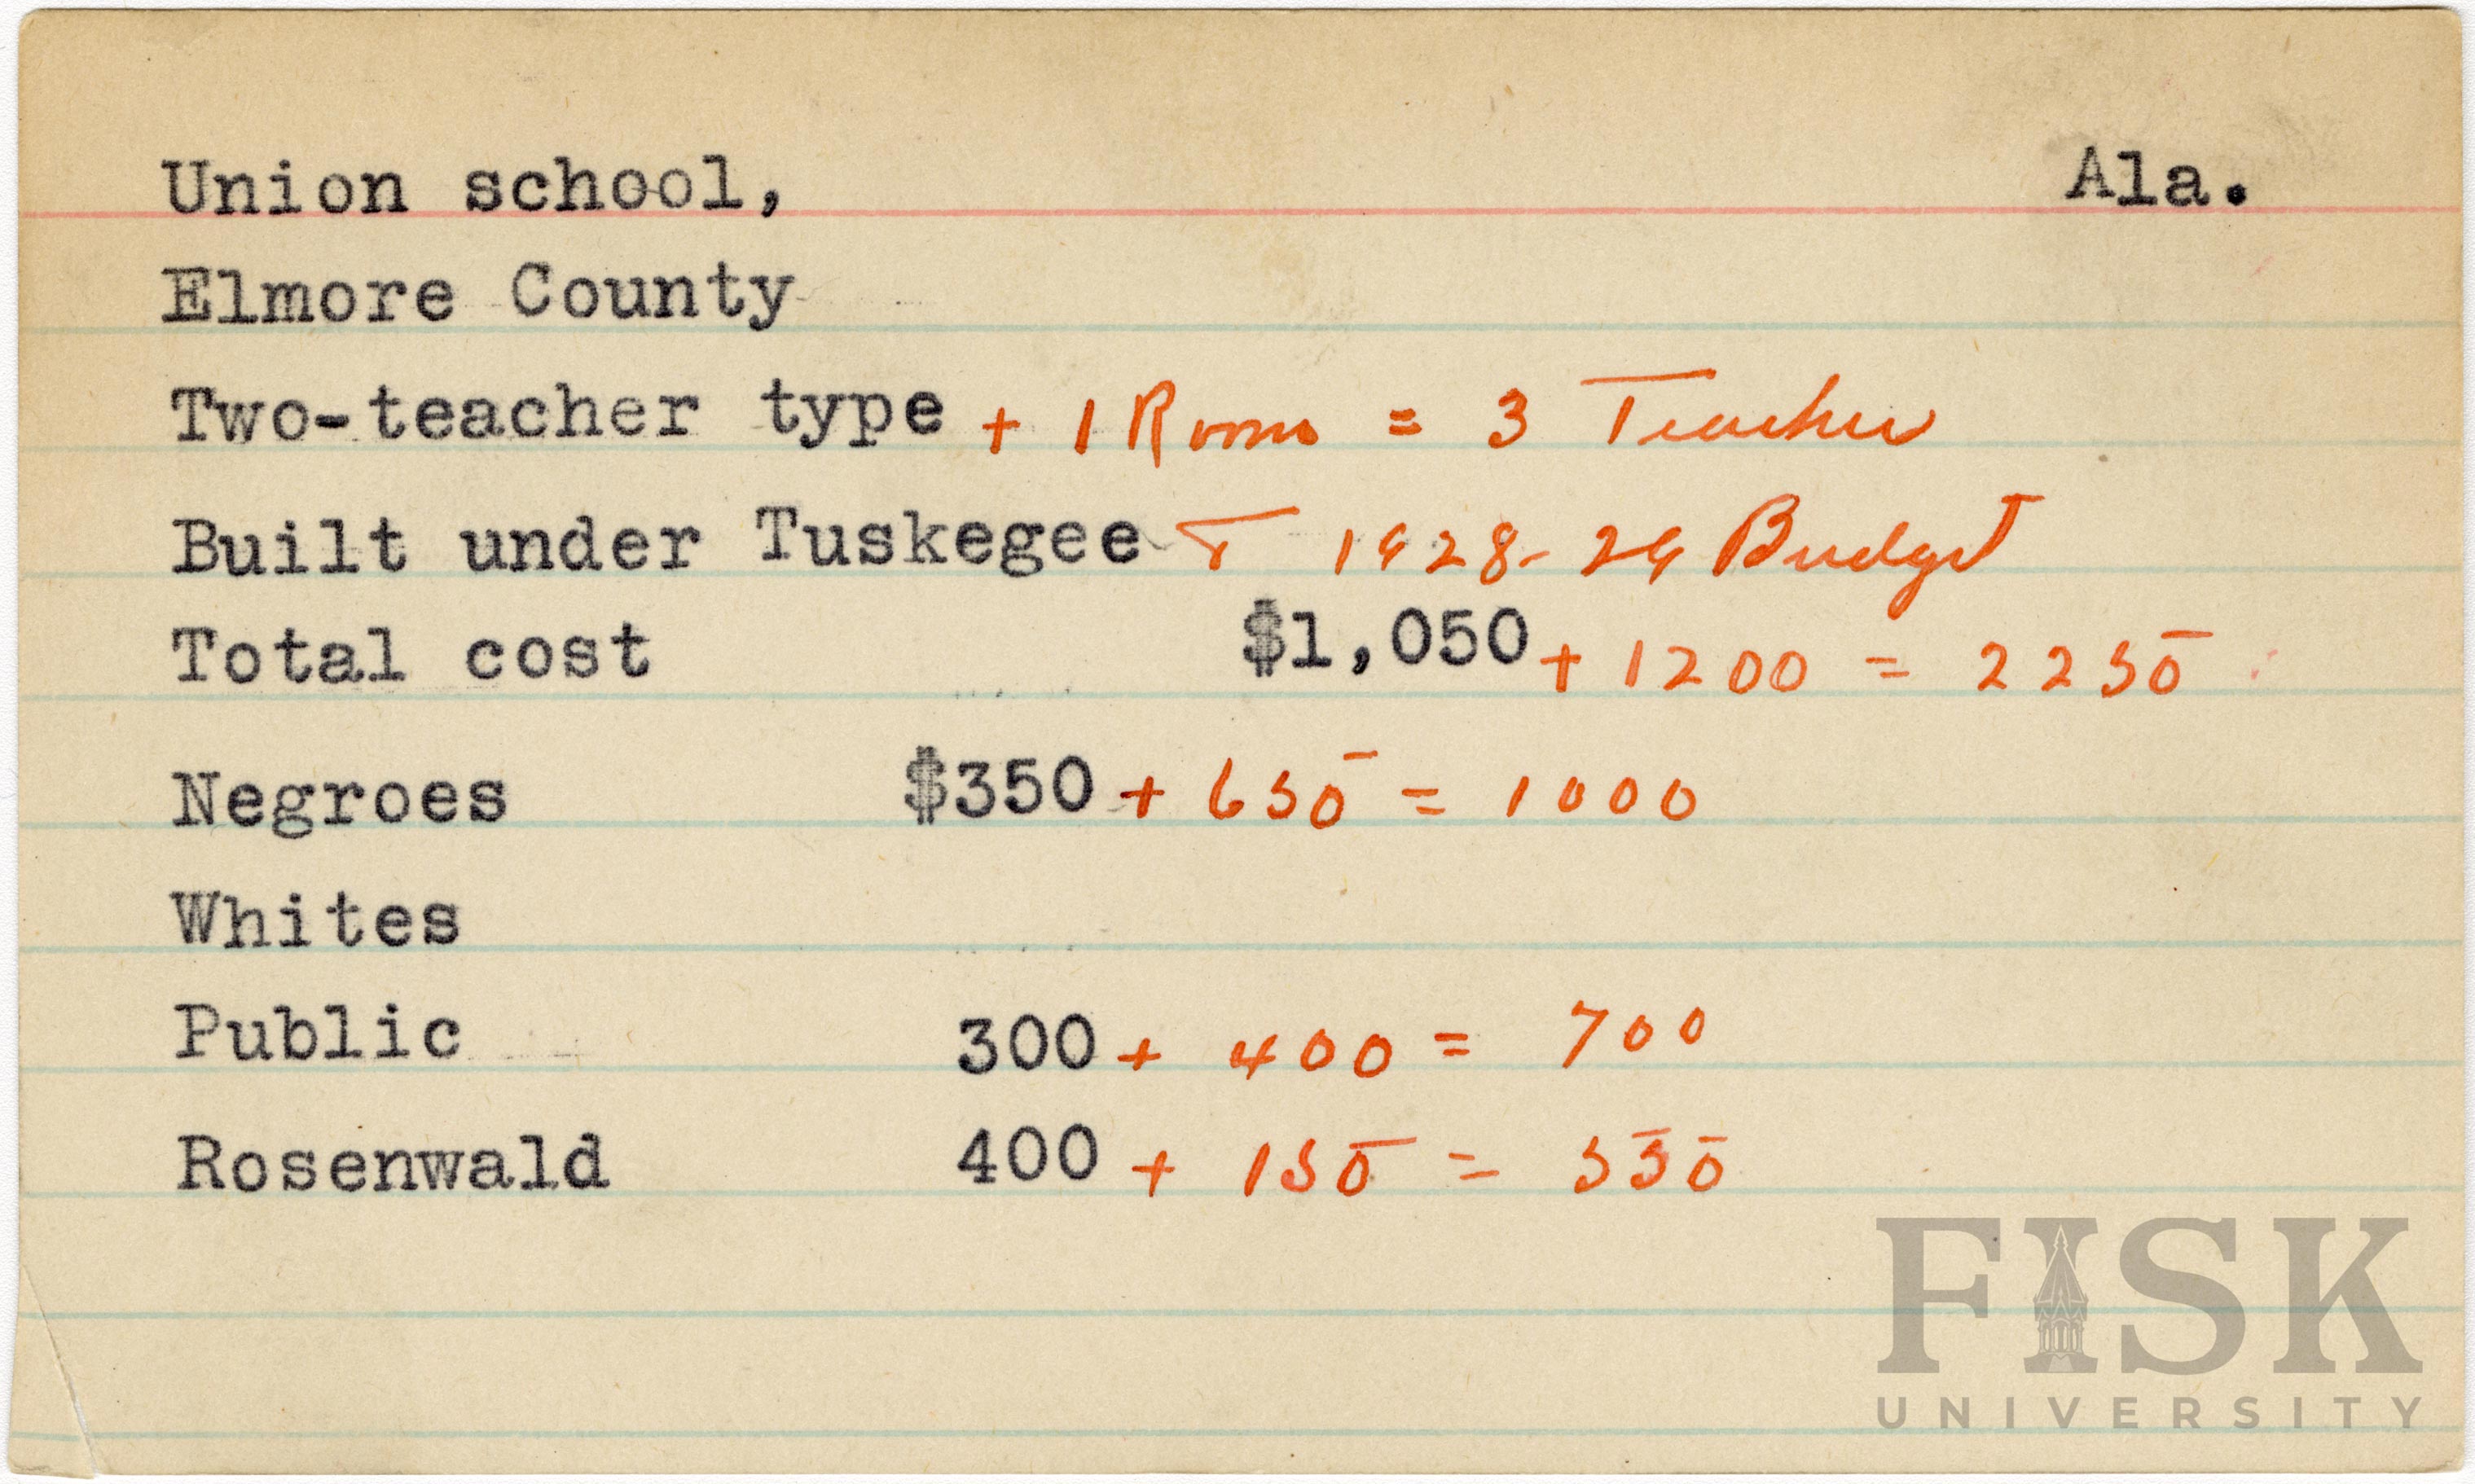 Union school, Ala.
Elmore County
Two-teacher type + 1 Room = 3 Teacher
Built under Tuskegee & 1928-29 Budget
Total cost $1,050 + 1200 = 2250
Negroes $350 + 650 = 1000
Whites
Public 300 + 400 = 700
Rosenwald 400 + 150 = 550
FISK
UNIVERSITY